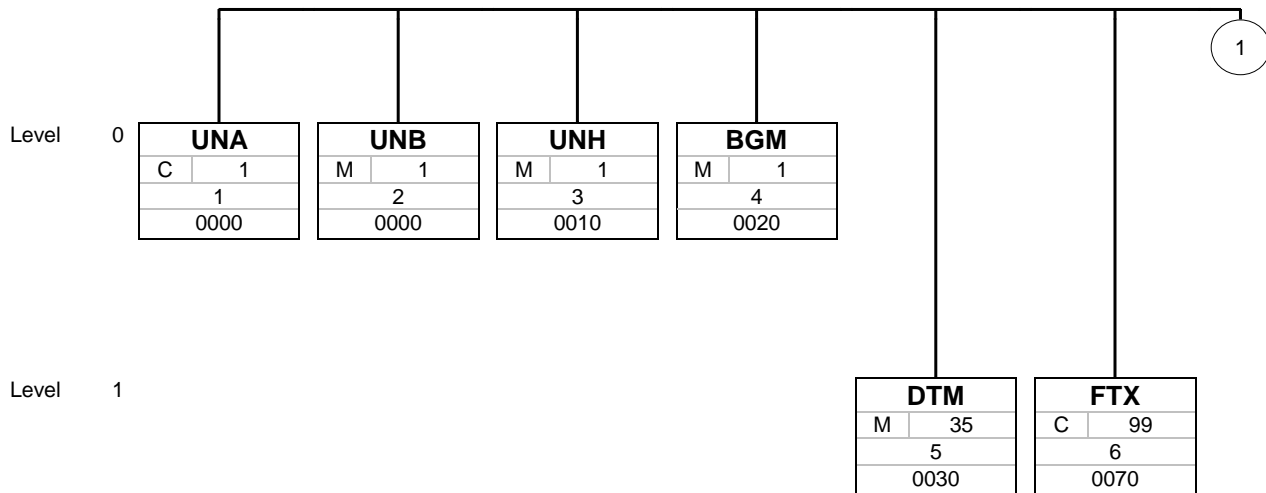 1
Level 0
UNA
C 1
1
0000
UNB
M 1
2
0000
UNH
M 1
3
0010
BGM
M 1
4
0020
Level 1
DTM
M 35
5
0030
FTX
C 99
6
0070